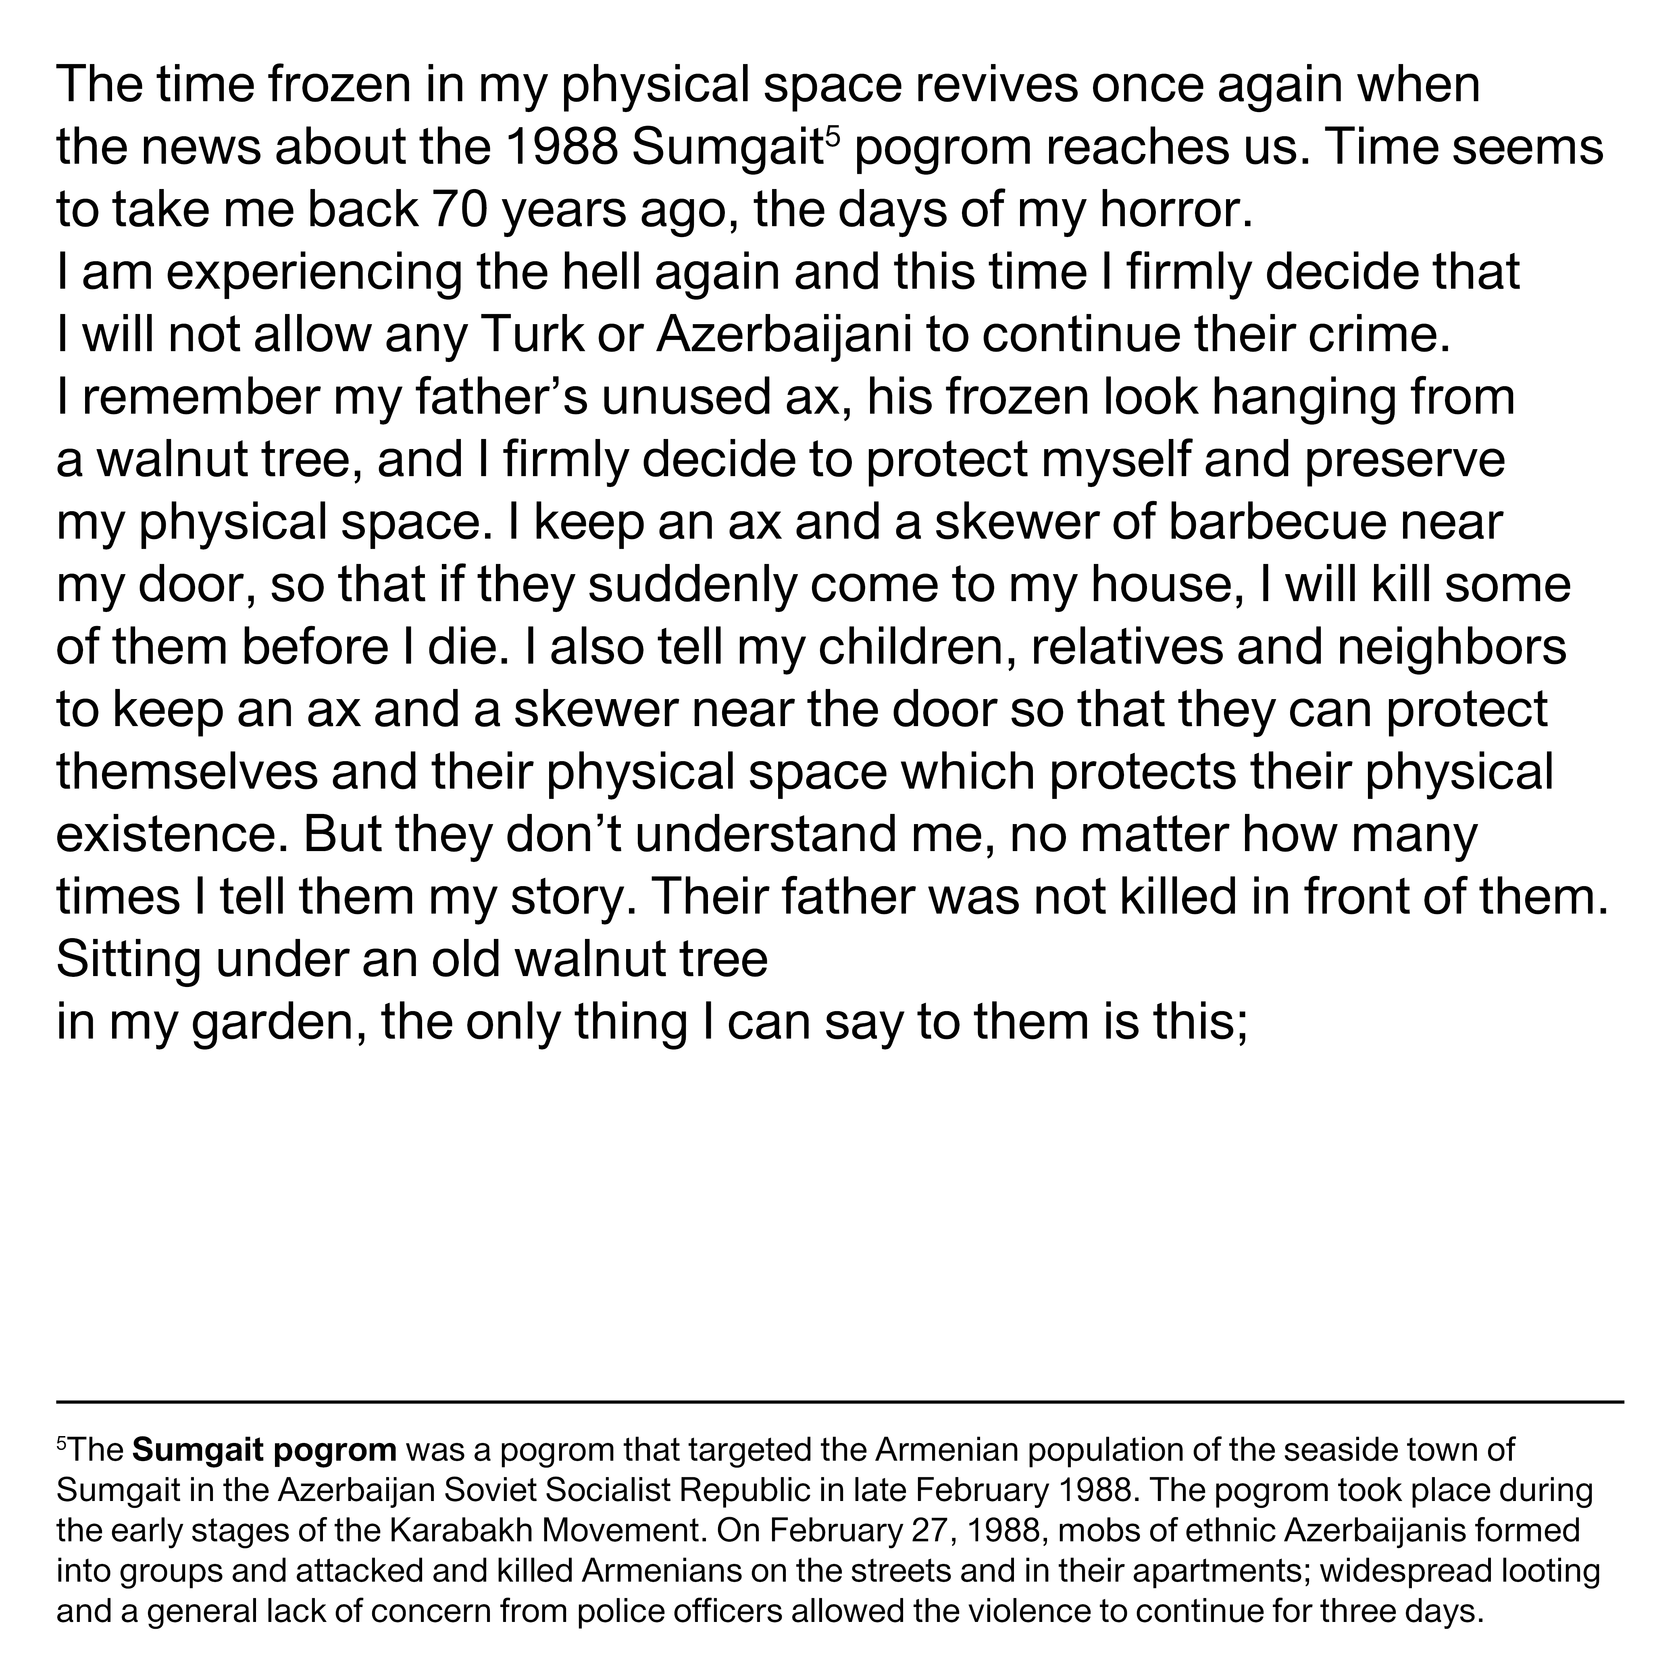 The time frozen in my physical space revives once again when
the news about the 1988 Sumgait⁵ pogrom reaches us. Time seems
to take me back 70 years ago, the days of my horror.
I am experiencing the hell again and this time I firmly decide that
I will not allow any Turk or Azerbaijani to continue their crime.
I remember my father’s unused ax, his frozen look hanging from
a walnut tree, and I firmly decide to protect myself and preserve
my physical space. I keep an ax and a skewer of barbecue near
my door, so that if they suddenly come to my house, I will kill some
of them before I die. I also tell my children, relatives and neighbors
to keep an ax and a skewer near the door so that they can protect
themselves and their physical space which protects their physical
existence. But they don’t understand me, no matter how many
times I tell them my story. Their father was not killed in front of them.
Sitting under an old walnut tree
in my garden, the only thing I can say to them is this;
⁵The Sumgait pogrom was a pogrom that targeted the Armenian population of the seaside town of
Sumgait in the Azerbaijan Soviet Socialist Republic in late February 1988. The pogrom took place during
the early stages of the Karabakh Movement. On February 27, 1988, mobs of ethnic Azerbaijanis formed
into groups and attacked and killed Armenians on the streets and in their apartments; widespread looting
and a general lack of concern from police officers allowed the violence to continue for three days.